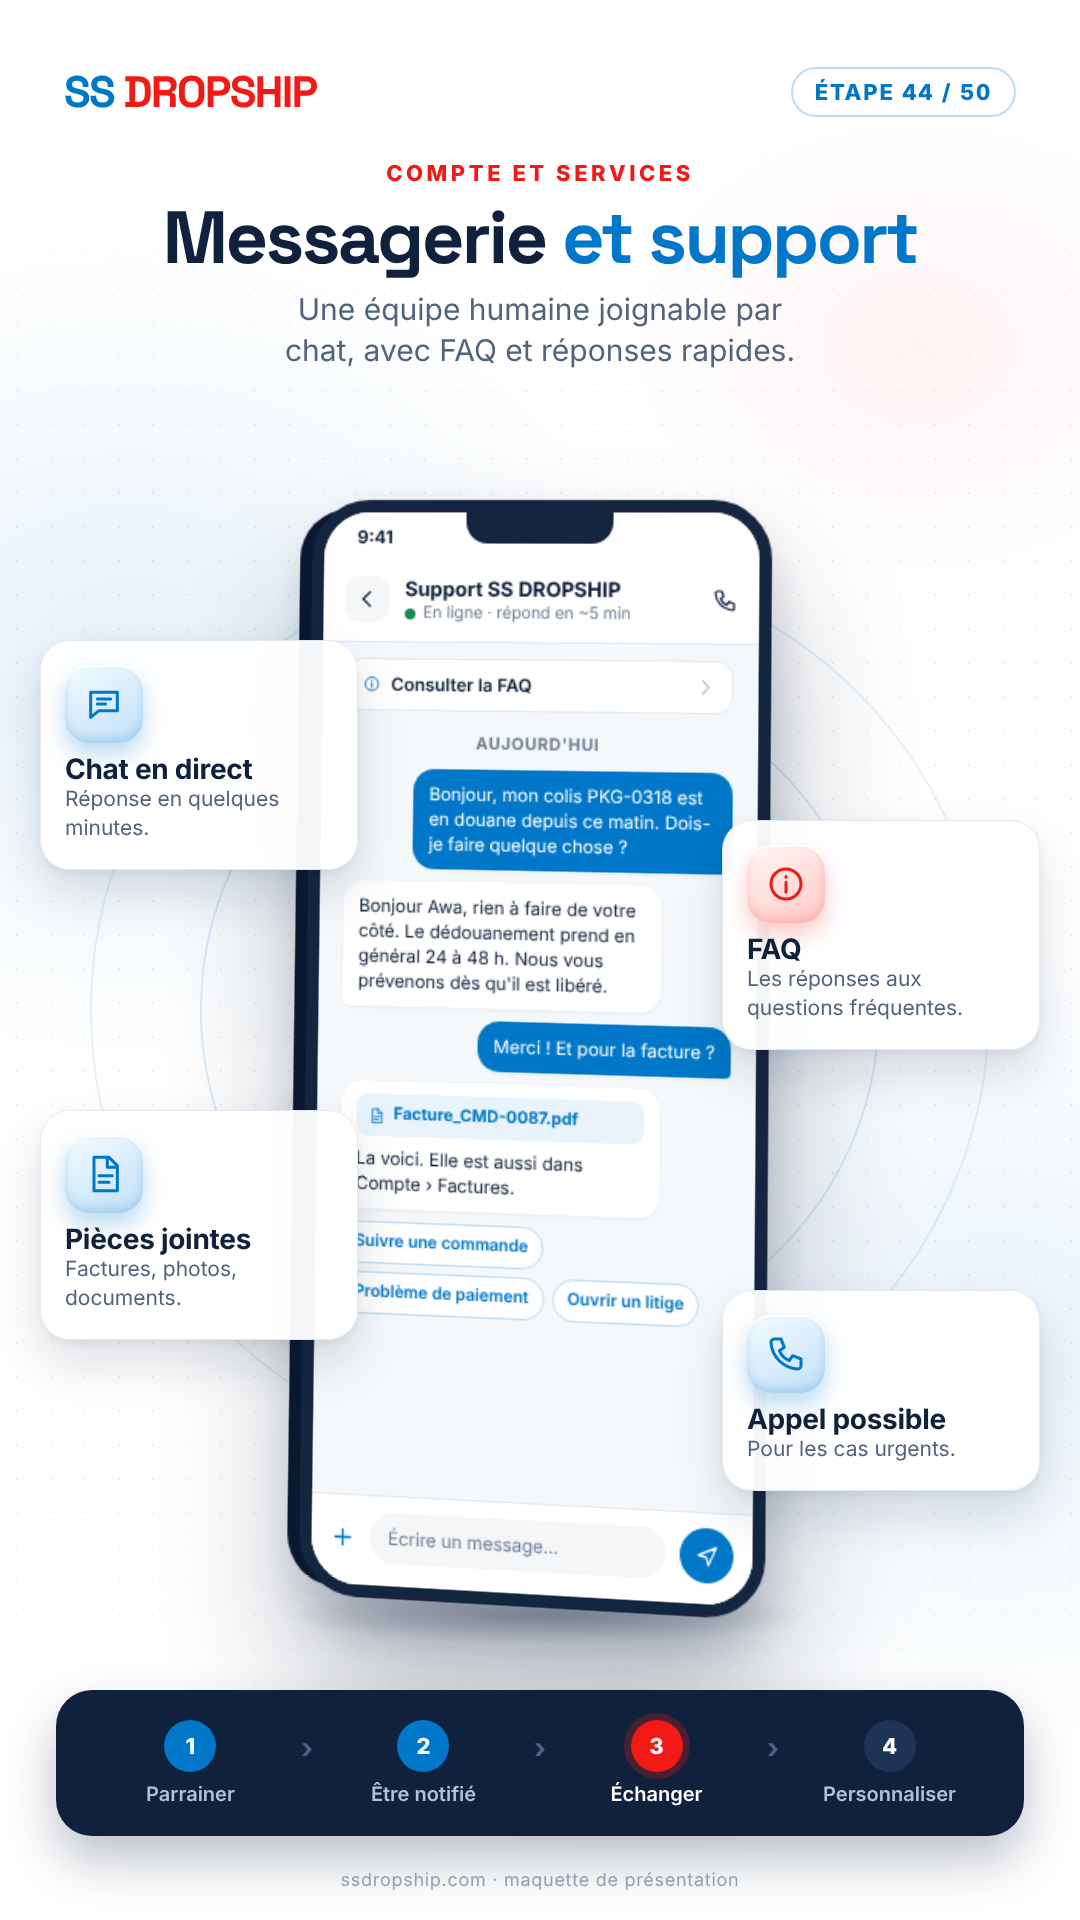 SS DROPSHIP
ÉTAPE 44 / 50
COMPTE ET SERVICES
Messagerie et support
Une équipe humaine joignable par
chat, avec FAQ et réponses rapides.
9:41
Support SS DROPSHIP
En ligne · répond en ~5 min
Consulter la FAQ
AUJOURD'HUI
Bonjour, mon colis PKG-0318 est
en douane depuis ce matin. Dois-
je faire quelque chose ?
Bonjour Awa, rien à faire de votre
côté. Le dédouanement prend en
général 24 à 48 h. Nous vous
prévenons dès qu'il est libéré.
Merci ! Et pour la facture ?
Facture_CMD-0087.pdf
La voici. Elle est aussi dans
Compte › Factures.
Suivre une commande
Problème de paiement
Ouvrir un litige
Écrire un message...
Chat en direct
Réponse en quelques
minutes.
FAQ
Les réponses aux
questions fréquentes.
Pièces jointes
Factures, photos,
documents.
Appel possible
Pour les cas urgents.
1 › 2 › 3 › 4
Parrainer Être notifié Échanger Personnaliser
ssdropship.com · maquette de présentation